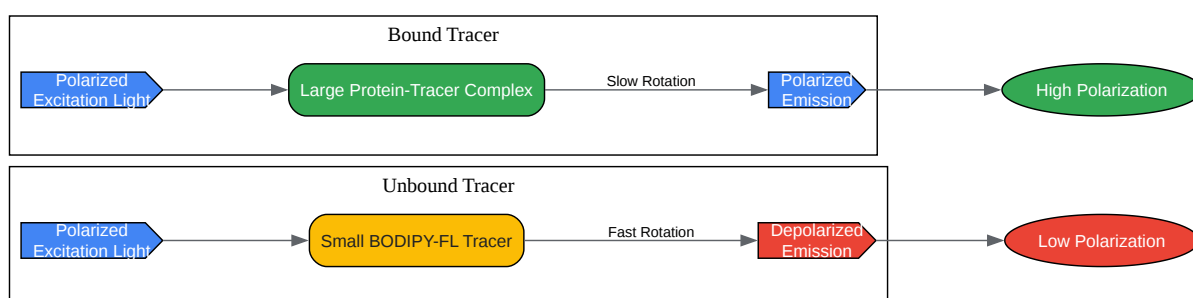 Bound Tracer
Polarized
Excitation Light
Large Protein-Tracer Complex
Slow Rotation
Polarized
Emission
High Polarization
Unbound Tracer
Polarized
Excitation Light
Small BODIPY-FL Tracer
Fast Rotation
Depolarized
Emission
Low Polarization